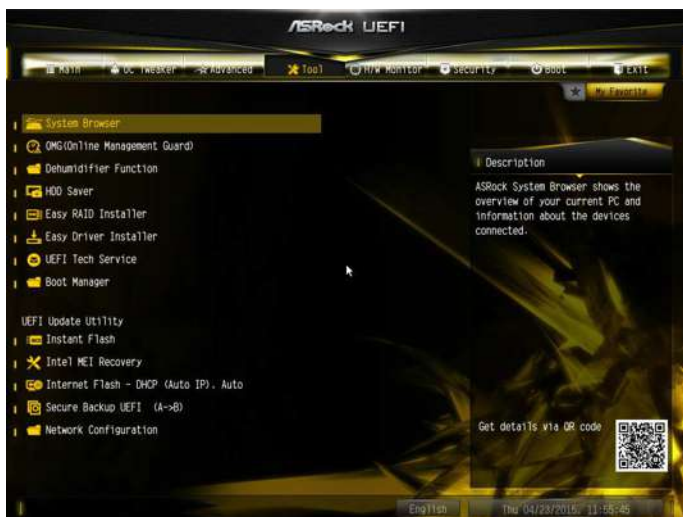 ASRock UEFI
Main OC Tweaker Advanced Tool H/W Monitor Security Boot Exit
My Favorite
System Browser
OMG(Online Management Guard)
Dehumidifier Function
HDD Saver
Easy RAID Installer
Easy Driver Installer
UEFI Tech Service
Boot Manager
UEFI Update Utility
Instant Flash
Intel MEI Recovery
Internet Flash - DHCP (Auto IP), Auto
Secure Backup UEFI (A->B)
Network Configuration
Description
ASRock System Browser shows the
overview of your current PC and
information about the devices
connected.
Get details via QR code
English
Thu 04/23/2015, 11:55:45